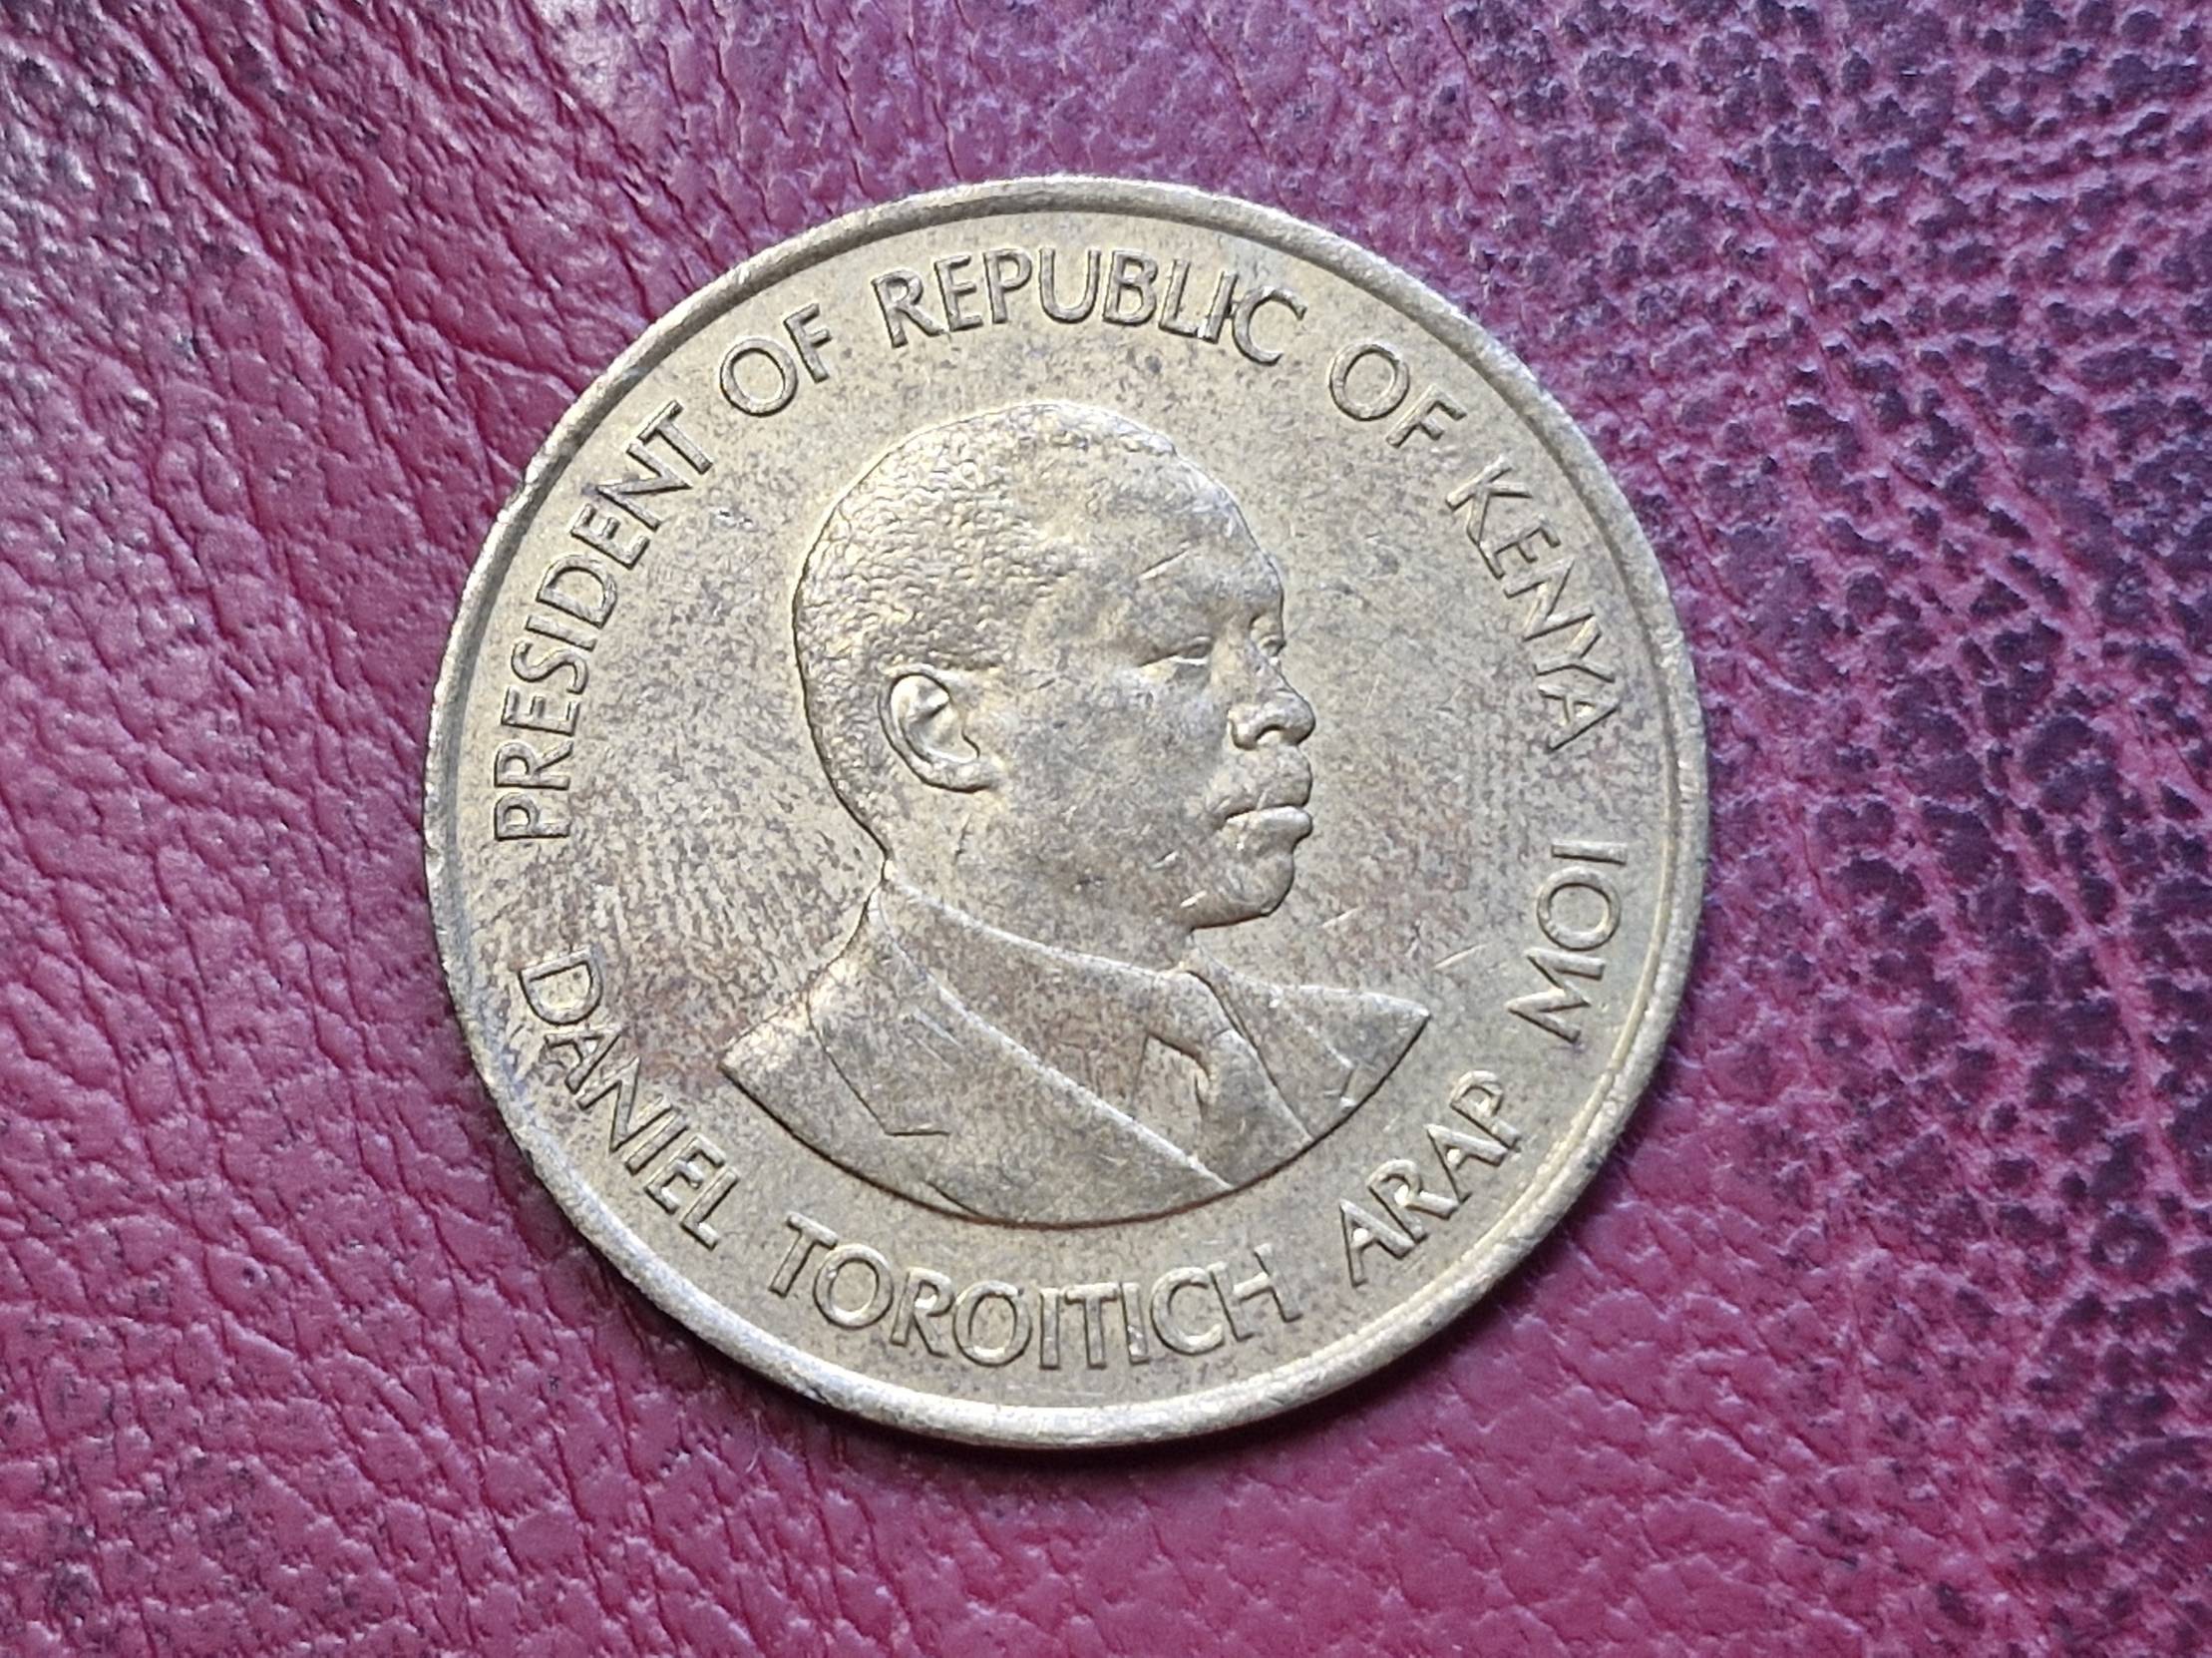 PRESIDENT OF REPUBLIC OF KENYA
DANIEL TOROITICH ARAP MOI